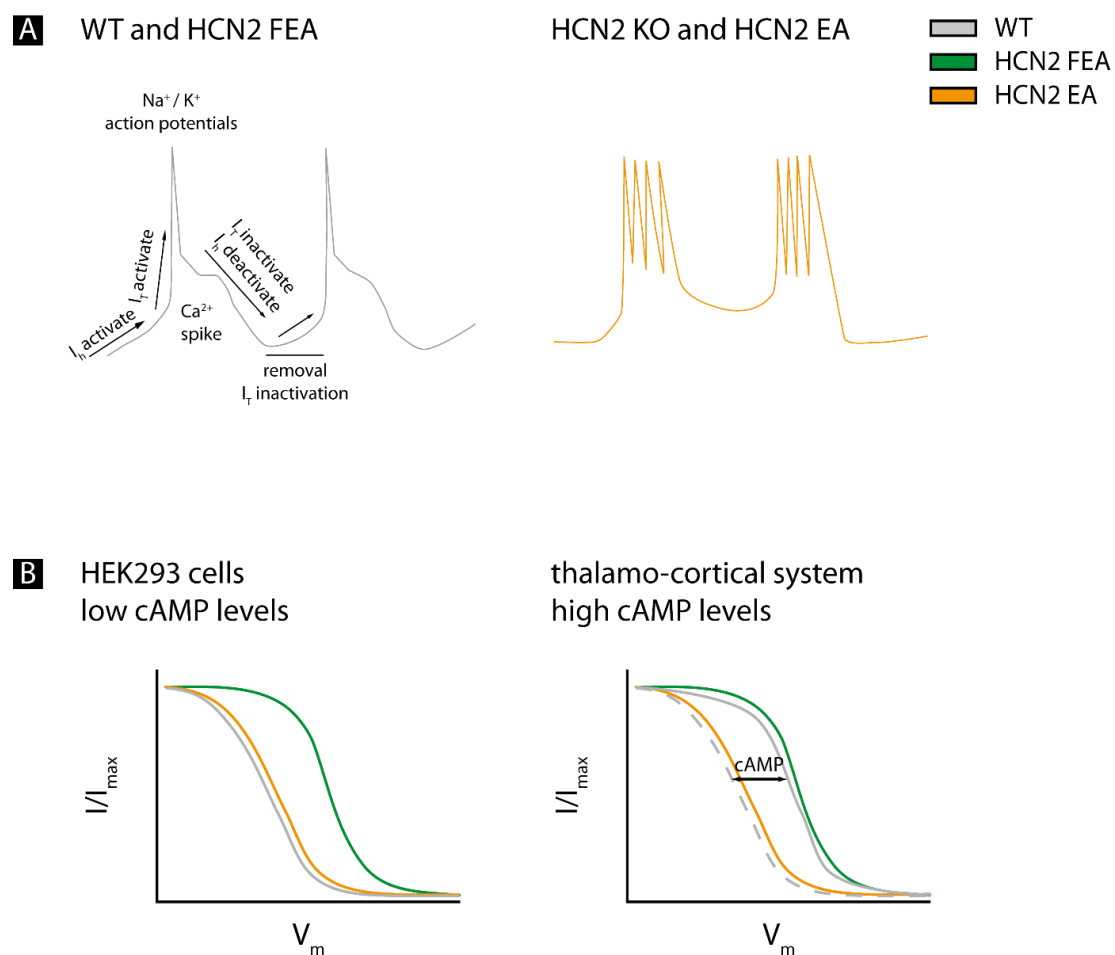 A
WT and HCN2 FEA
HCN2 KO and HCN2 EA
WT
HCN2 FEA
HCN2 EA
Na⁺ / K⁺
action potentials
I_h activate
I_T activate
I_T inactivate
I_h deactivate
Ca²⁺
spike
removal
I_T inactivation
B
HEK293 cells
low cAMP levels
thalamo-cortical system
high cAMP levels
I/I_max
V_m
I/I_max
cAMP
V_m